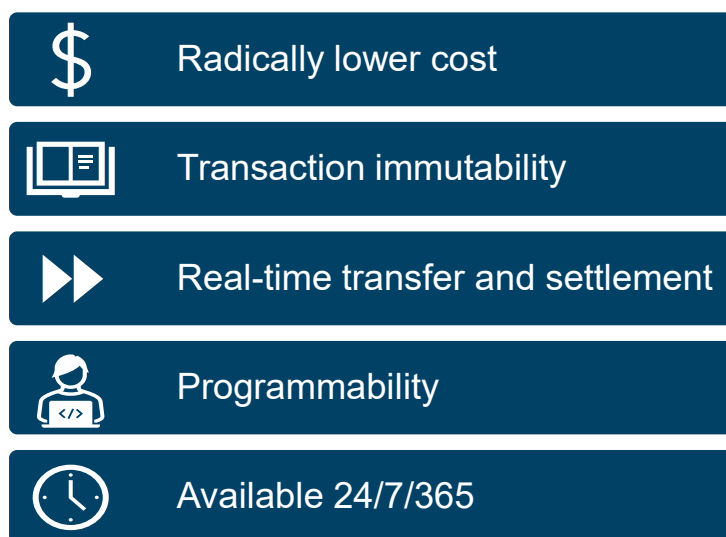 $
Radically lower cost
Transaction immutability
Real-time transfer and settlement
Programmability
</>
Available 24/7/365